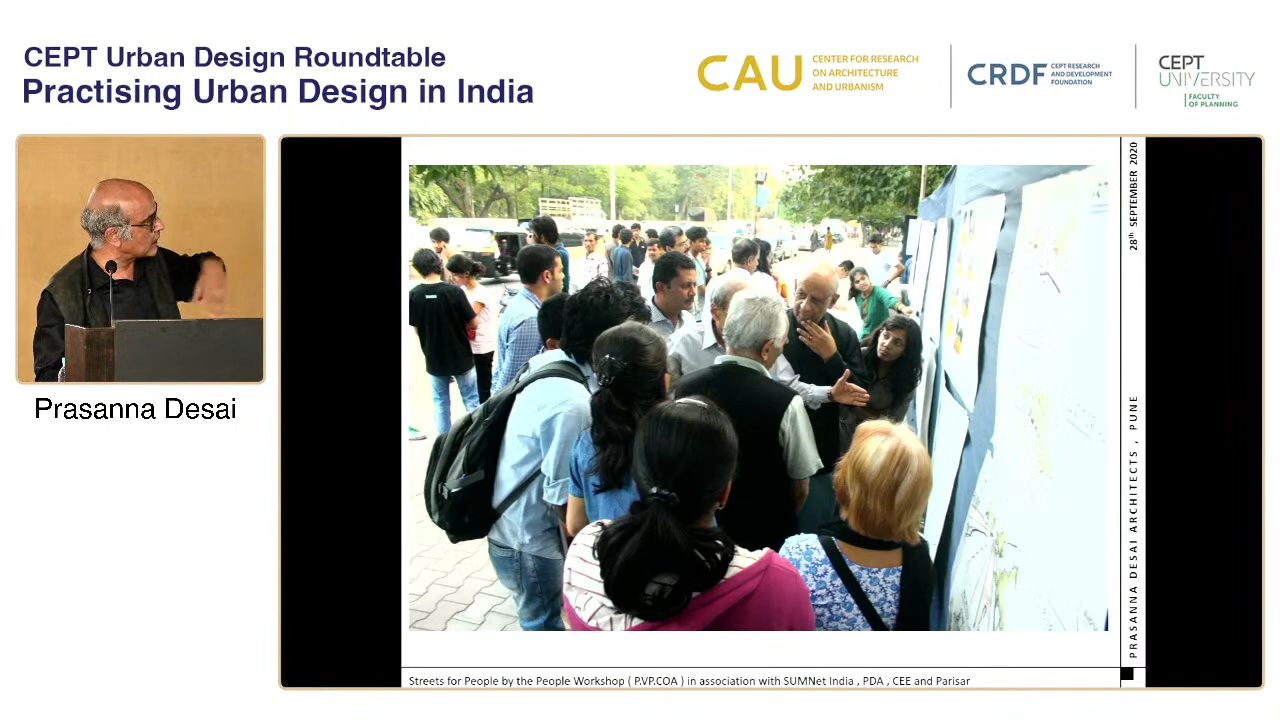 CEPT Urban Design Roundtable
Practising Urban Design in India
CAU
CENTER FOR RESEARCH
ON ARCHITECTURE
AND URBANISM
CRDF
CEPT RESEARCH
AND DEVELOPMENT
FOUNDATION
CEPT
UNIVERSITY
FACULTY
OF PLANNING
Prasanna Desai
28th SEPTEMBER 2020
PRASANNA DESAI ARCHITECTS , PUNE
Streets for People by the People Workshop ( P.VP.COA ) in association with SUMNet India , PDA , CEE and Parisar